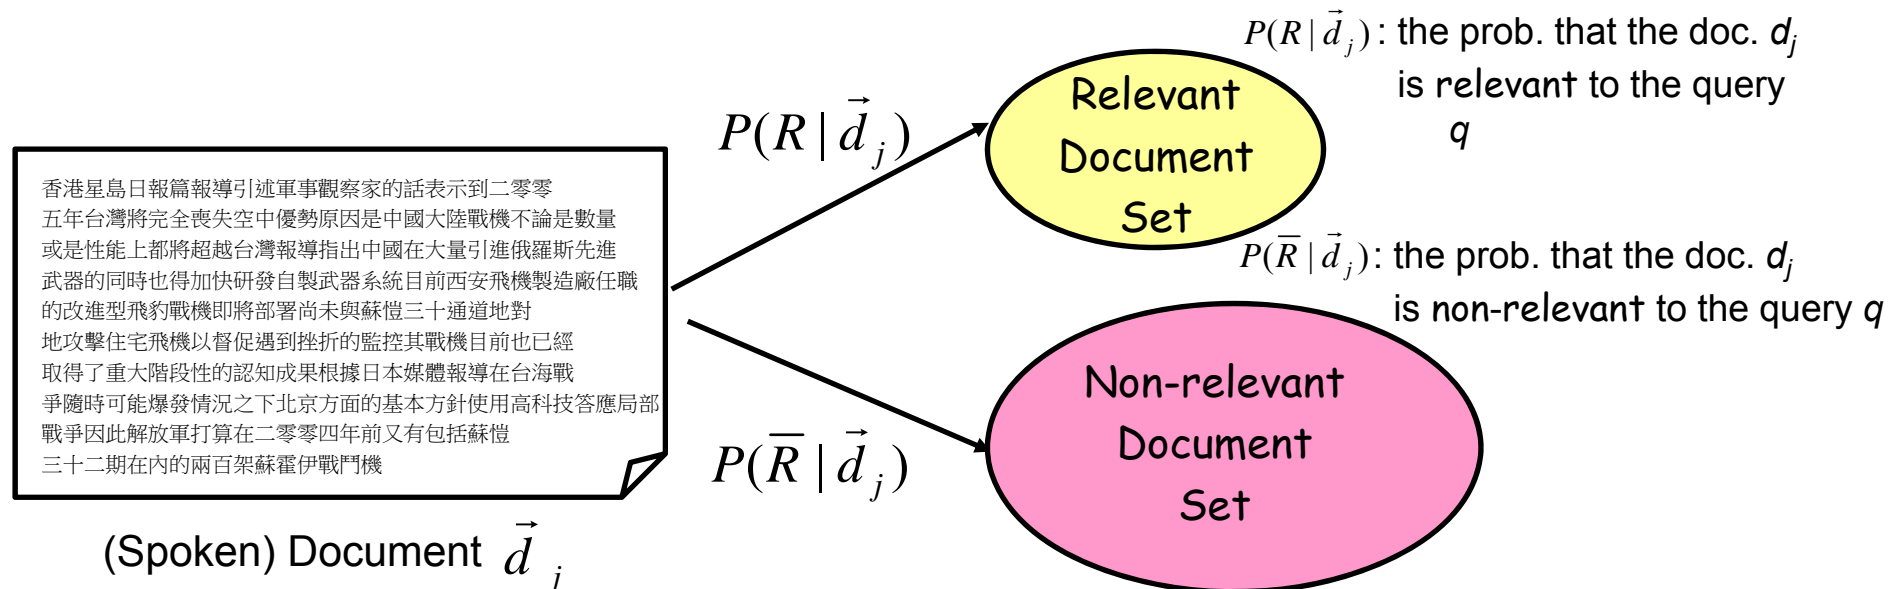 P(R | d⃗_j) : the prob. that the doc. d_j
is relevant to the query
q
P(R | d⃗_j)
Relevant
Document
Set
香港星島日報篇報導引述軍事觀察家的話表示到二零零
五年台灣將完全喪失空中優勢原因是中國大陸戰機不論是數量
或是性能上都將超越台灣報導指出中國在大量引進俄羅斯先進
武器的同時也得加快研發自製武器系統目前西安飛機製造廠任職
的改進型飛豹戰機即將部署尚未與蘇愷三十通道地對
地攻擊住宅飛機以督促遇到挫折的監控其戰機目前也已經
取得了重大階段性的認知成果根據日本媒體報導在台海戰
爭隨時可能爆發情況之下北京方面的基本方針使用高科技答應局部
戰爭因此解放軍打算在二零零四年前又有包括蘇愷
三十二期在內的兩百架蘇霍伊戰鬥機
P(R̅ | d⃗_j) : the prob. that the doc. d_j
is non-relevant to the query q
P(R̅ | d⃗_j)
Non-relevant
Document
Set
(Spoken) Document d⃗_j